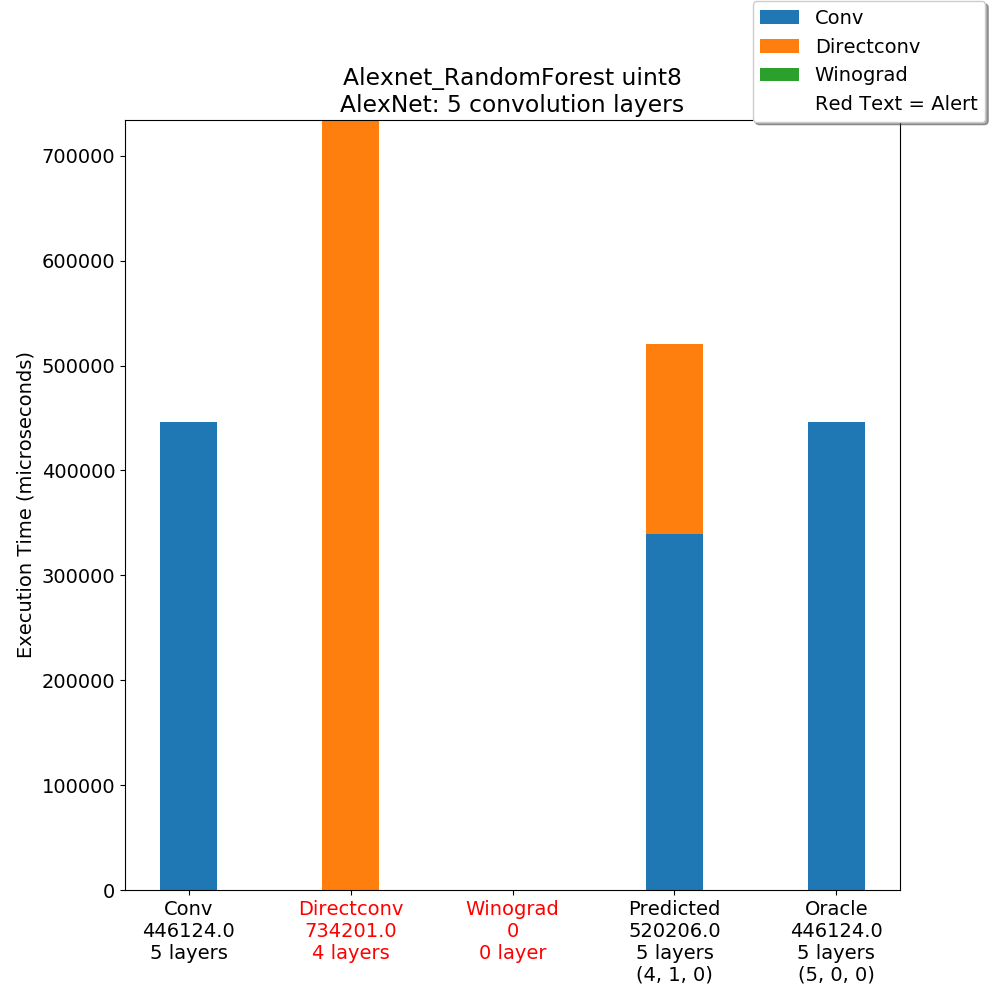 Conv
Directconv
Winograd
Red Text = Alert
Alexnet_RandomForest uint8
AlexNet: 5 convolution layers
Execution Time (microseconds)
700000
600000
500000
400000
300000
200000
100000
0
Conv
446124.0
5 layers
Directconv
734201.0
4 layers
Winograd
0
0 layer
Predicted
520206.0
5 layers
(4, 1, 0)
Oracle
446124.0
5 layers
(5, 0, 0)